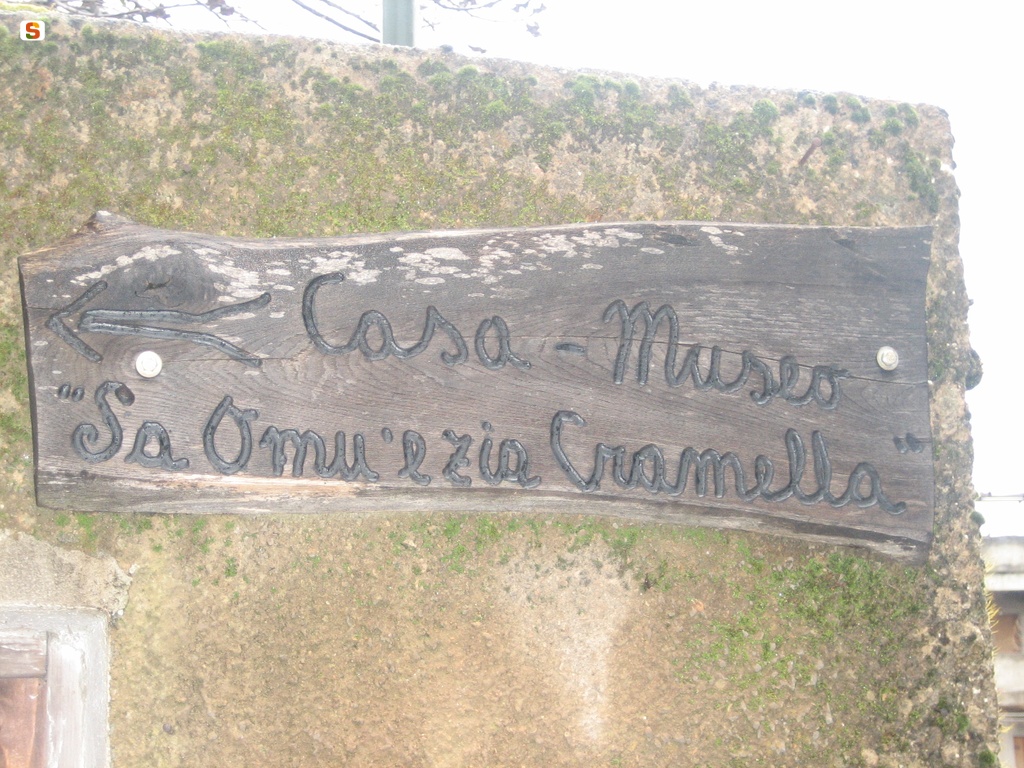 Casa - Museo
"Sa Omu 'e zia Cramella"